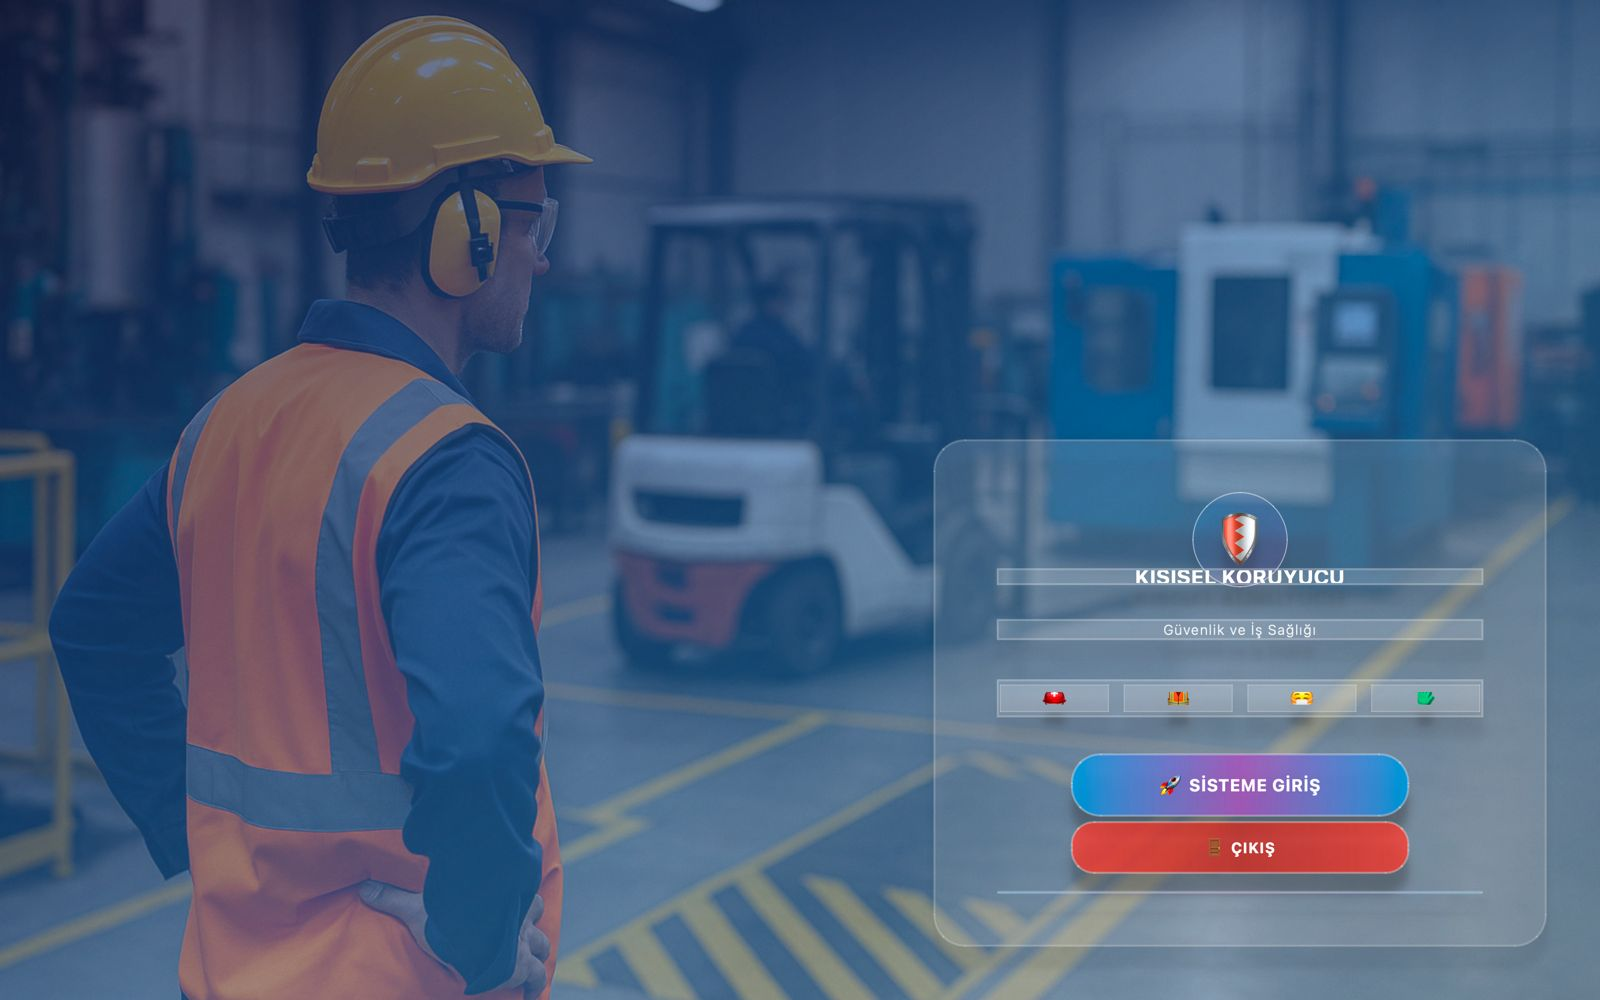 KISISEL KORUYUCU
Güvenlik ve İş Sağlığı
SİSTEME GİRİŞ
ÇIKIŞ